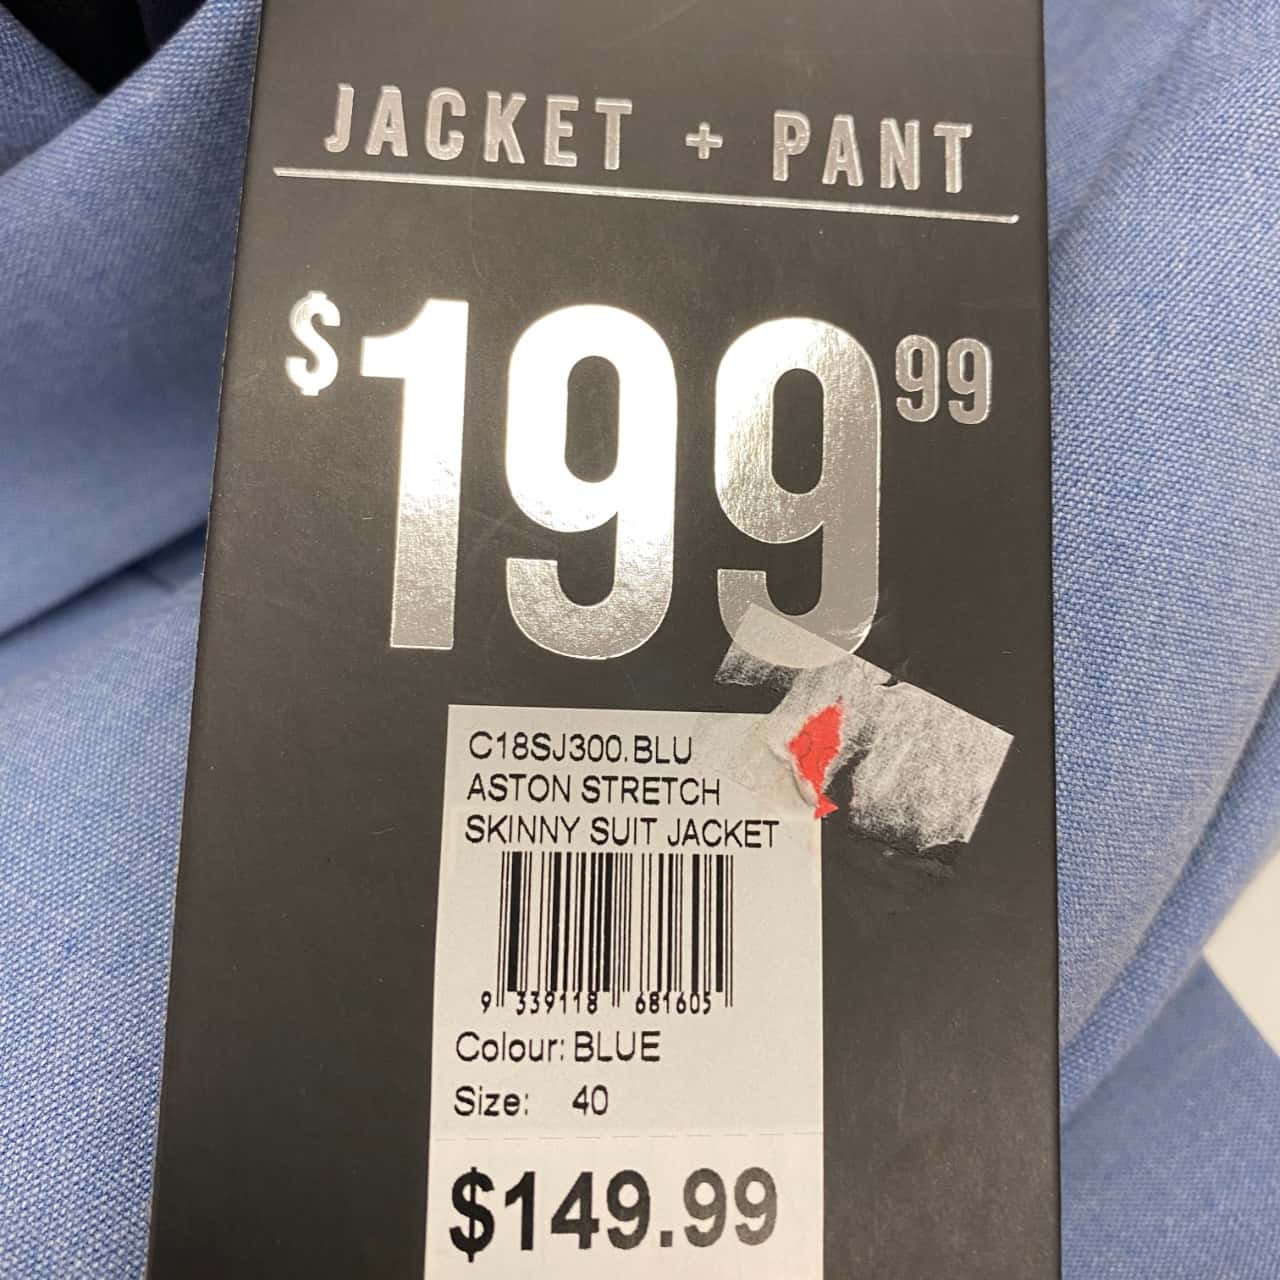 JACKET + PANT
$199 99
C18SJ300.BLU
ASTON STRETCH
SKINNY SUIT JACKET
9 339118 681605
Colour: BLUE
Size: 40
$149.99